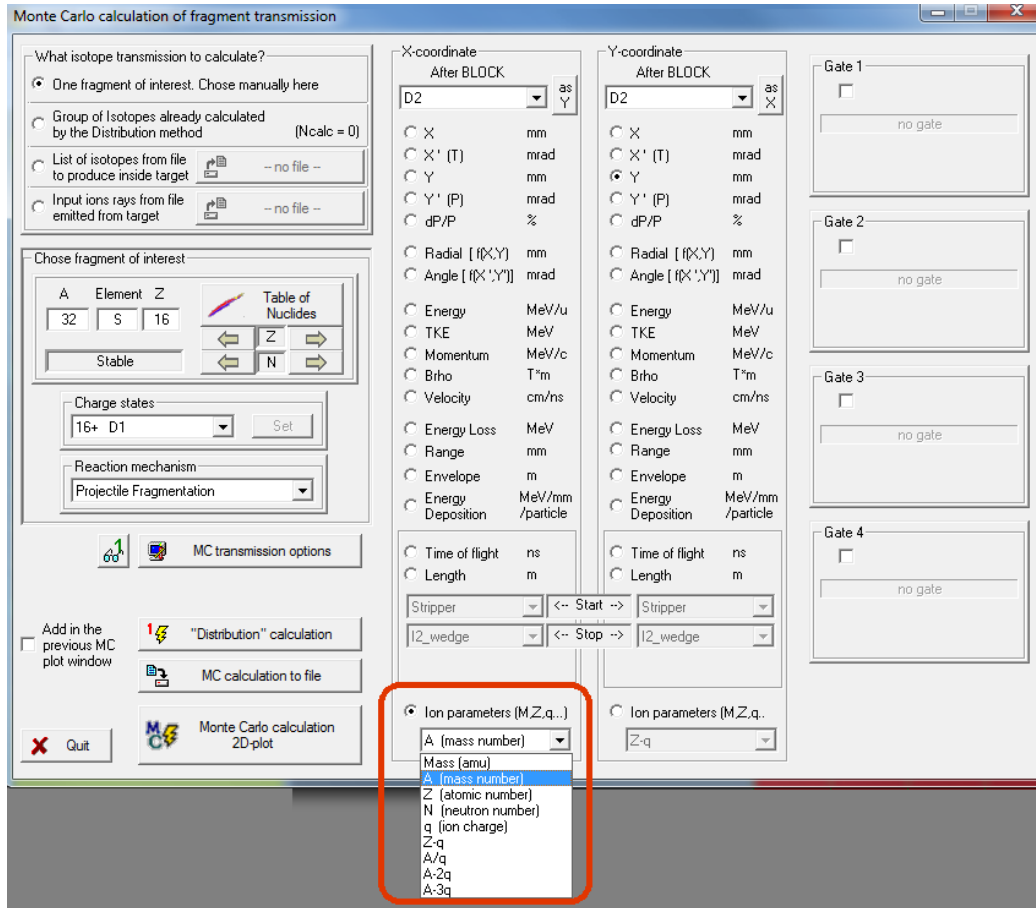 Monte Carlo calculation of fragment transmission
What isotope transmission to calculate?
One fragment of interest. Chose manually here
Group of Isotopes already calculated
by the Distribution method (Ncalc = 0)
List of isotopes from file
to produce inside target
-- no file --
Input ions rays from file
emitted from target
-- no file --
Chose fragment of interest
A Element Z
32 S 16
Stable
Table of
Nuclides
Z
N
Charge states
16+ D1
Set
Reaction mechanism
Projectile Fragmentation
MC transmission options
Add in the
previous MC
plot window
1
"Distribution" calculation
MC calculation to file
Quit
MC
Monte Carlo calculation
2D-plot
X-coordinate
After BLOCK
D2
as
Y
X mm
X ' (T) mrad
Y mm
Y ' (P) mrad
dP/P %
Radial [ f(X,Y) mm
Angle [ f(X ',Y')] mrad
Energy MeV/u
TKE MeV
Momentum MeV/c
Brho T*m
Velocity cm/ns
Energy Loss MeV
Range mm
Envelope m
Energy MeV/mm
Deposition /particle
Time of flight ns
Length m
Stripper
<-- Start -->
I2_wedge
<-- Stop -->
Ion parameters (M,Z,q...)
A (mass number)
Mass (amu)
A (mass number)
Z (atomic number)
N (neutron number)
q (ion charge)
Z-q
A/q
A-2q
A-3q
Y-coordinate
After BLOCK
D2
as
X
X mm
X ' (T) mrad
Y mm
Y ' (P) mrad
dP/P %
Radial [ f(X,Y) mm
Angle [ f(X ',Y')] mrad
Energy MeV/u
TKE MeV
Momentum MeV/c
Brho T*m
Velocity cm/ns
Energy Loss MeV
Range mm
Envelope m
Energy MeV/mm
Deposition /particle
Time of flight ns
Length m
Stripper
I2_wedge
Ion parameters (M,Z,q..
Z-q
Gate 1
no gate
Gate 2
no gate
Gate 3
no gate
Gate 4
no gate